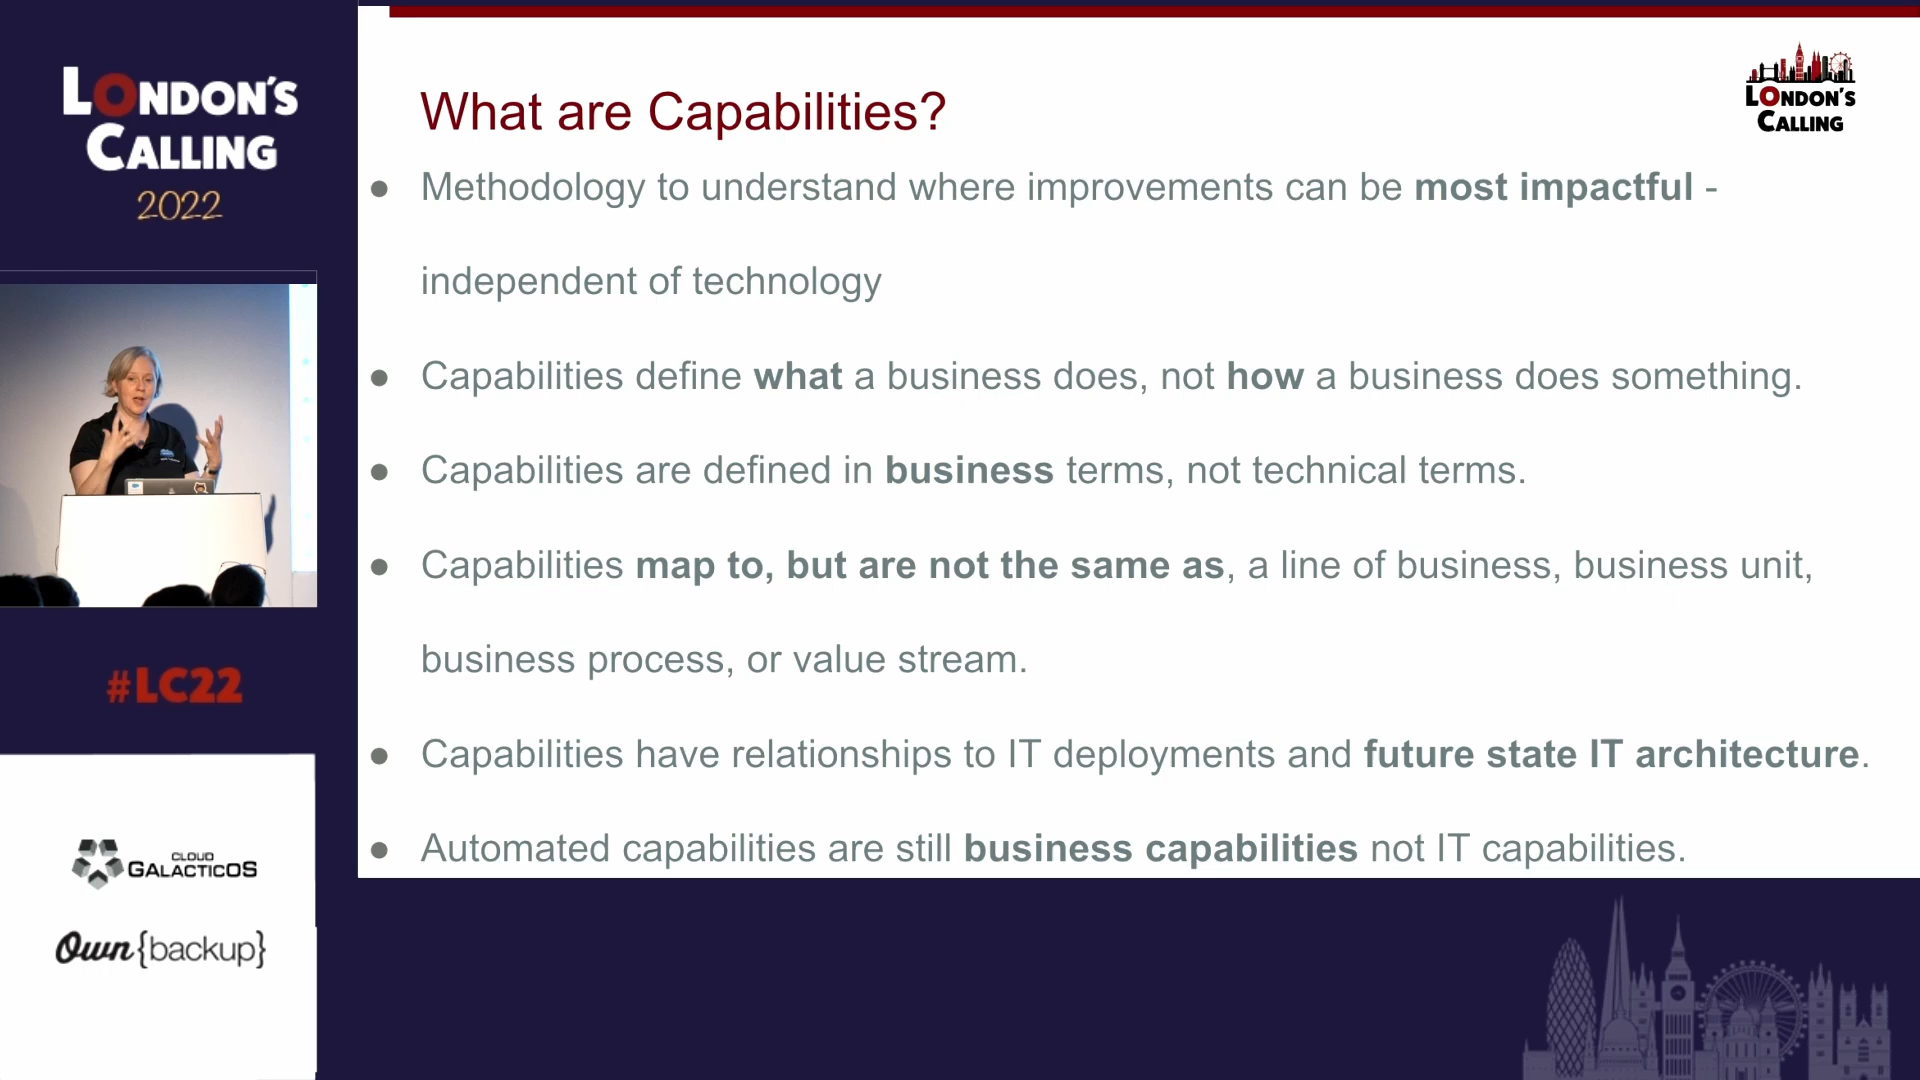 LONDON'S
CALLING
2022
#LC22
CLOUD
GALACTICOS
Own{backup}
LONDON'S
CALLING
What are Capabilities?
● Methodology to understand where improvements can be most impactful -
independent of technology
● Capabilities define what a business does, not how a business does something.
● Capabilities are defined in business terms, not technical terms.
● Capabilities map to, but are not the same as, a line of business, business unit,
business process, or value stream.
● Capabilities have relationships to IT deployments and future state IT architecture.
● Automated capabilities are still business capabilities not IT capabilities.